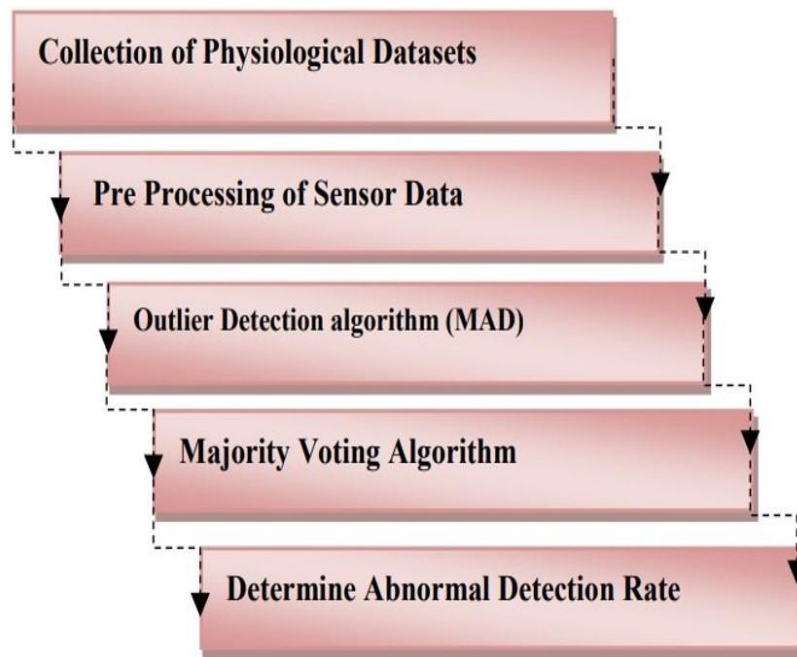 Collection of Physiological Datasets
Pre Processing of Sensor Data
Outlier Detection algorithm (MAD)
Majority Voting Algorithm
Determine Abnormal Detection Rate